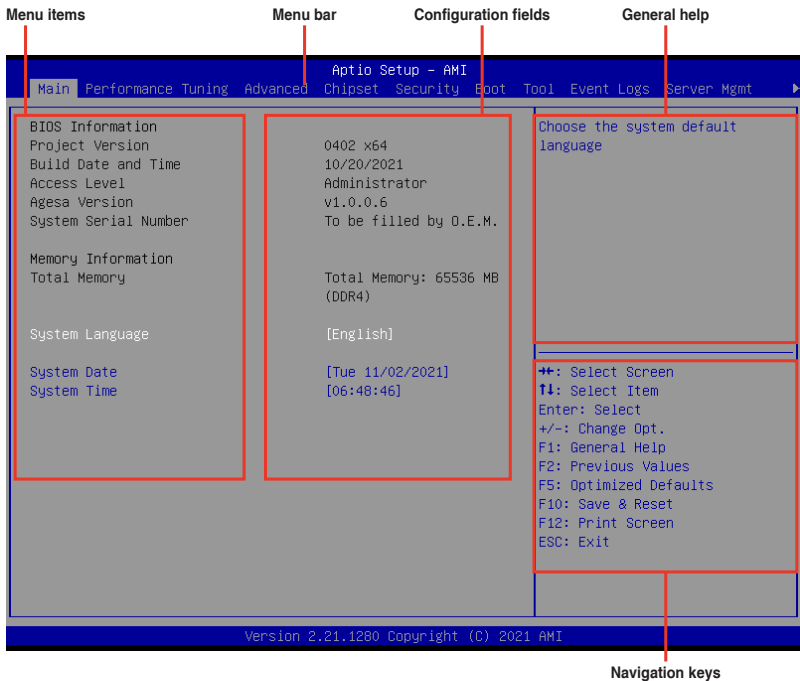 Menu items Menu bar Configuration fields General help
Aptio Setup – AMI
Main Performance Tuning Advanced Chipset Security Boot Tool Event Logs Server Mgmt
BIOS Information
Project Version 0402 x64
Build Date and Time 10/20/2021
Access Level Administrator
Agesa Version v1.0.0.6
System Serial Number To be filled by O.E.M.
Memory Information
Total Memory Total Memory: 65536 MB
(DDR4)
System Language [English]
System Date [Tue 11/02/2021]
System Time [06:48:46]
Choose the system default
language
→←: Select Screen
↑↓: Select Item
Enter: Select
+/-: Change Opt.
F1: General Help
F2: Previous Values
F5: Optimized Defaults
F10: Save & Reset
F12: Print Screen
ESC: Exit
Version 2.21.1280 Copyright (C) 2021 AMI
Navigation keys